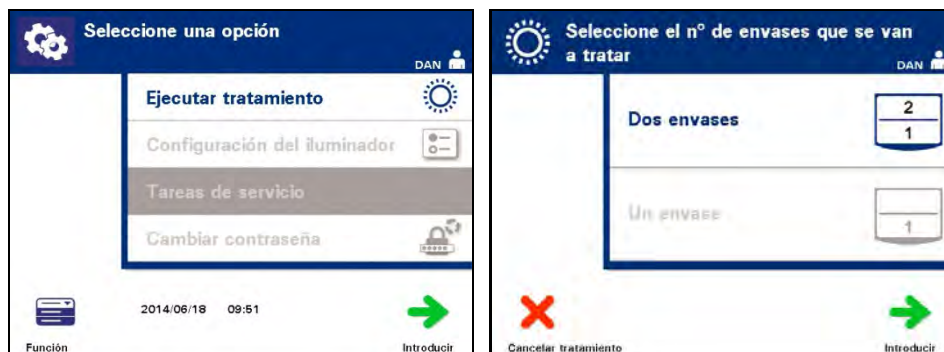 Seleccione una opción
DAN
Ejecutar tratamiento
Configuración del iluminador
Tareas de servicio
Cambiar contraseña
2014/06/18 09:51
Función
Introducir
Seleccione el nº de envases que se van
a tratar
DAN
Dos envases
2
1
Un envase
1
Cancelar tratamiento
Introducir